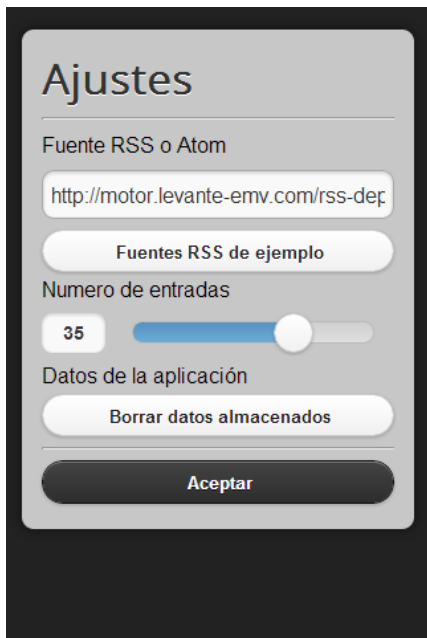 Ajustes
Fuente RSS o Atom
http://motor.levante-emv.com/rss-dep
Fuentes RSS de ejemplo
Numero de entradas
35
Datos de la aplicación
Borrar datos almacenados
Aceptar